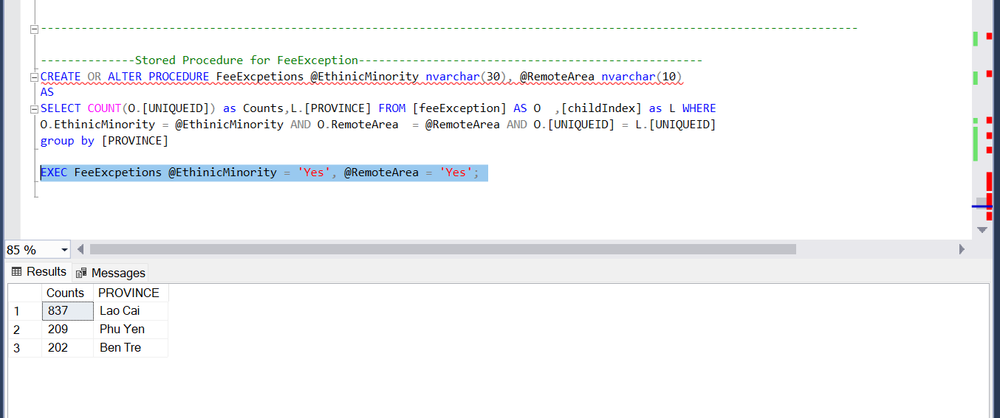 ---------------------------------------------------------------------------------------------------------------------------
--------------Stored Procedure for FeeException---------------------------------------------------
CREATE OR ALTER PROCEDURE FeeExcpetions @EthinicMinority nvarchar(30), @RemoteArea nvarchar(10)
AS
SELECT COUNT(O.[UNIQUEID]) as Counts,L.[PROVINCE] FROM [feeException] AS O  ,[childIndex] as L WHERE
O.EthinicMinority = @EthinicMinority AND O.RemoteArea  = @RemoteArea AND O.[UNIQUEID] = L.[UNIQUEID]
group by [PROVINCE]
EXEC FeeExcpetions @EthinicMinority = 'Yes', @RemoteArea = 'Yes';
85 %
Results Messages
Counts PROVINCE
1 837 Lao Cai
2 209 Phu Yen
3 202 Ben Tre